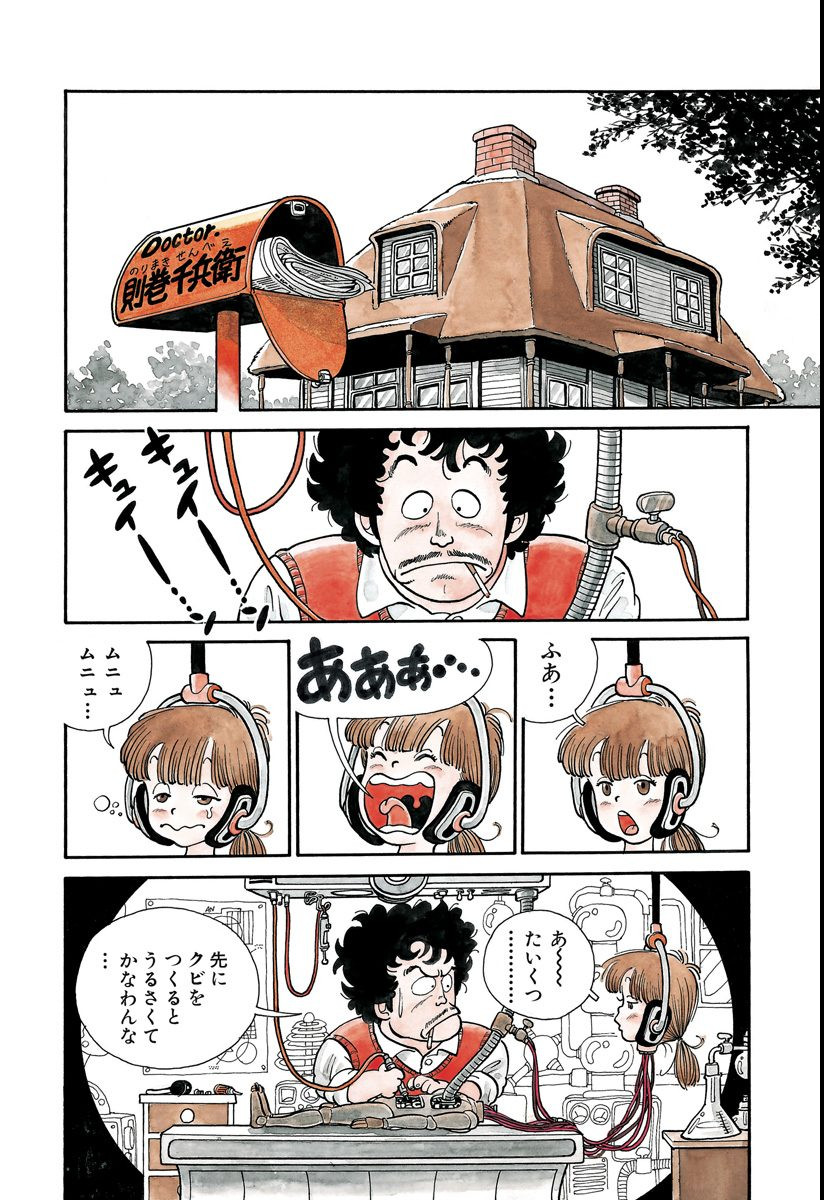 Doctor.
のりまきせんべえ
則巻千兵衛
キュイーー…
キュイーー…
ふあ…
あああ…
ムニュ
ムニュ…
あ〜〜
たいくつ
…………
先に
クビを
つくると
うるさくて
かなわんな
…